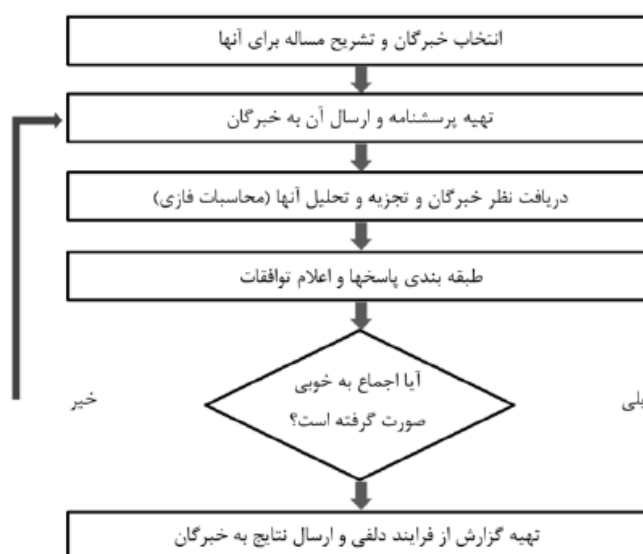 انتخاب خبرگان و تشریح مساله برای آنها
تهیه پرسشنامه و ارسال آن به خبرگان
دریافت نظر خبرگان و تجزیه و تحلیل آنها (محاسبات فازی)
طبقه بندی پاسخها و اعلام توافقات
آیا اجماع به خوبی
صورت گرفته است؟
خیر
بلی
تهیه گزارش از فرایند دلفی و ارسال نتایج به خبرگان